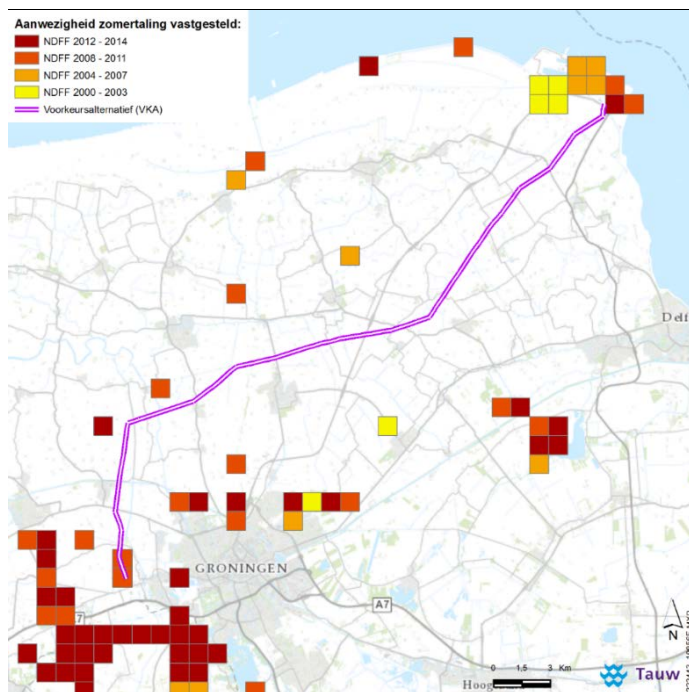 Aanwezigheid zomertaling vastgesteld:
NDFF 2012 - 2014
NDFF 2008 - 2011
NDFF 2004 - 2007
NDFF 2000 - 2003
Voorkeursalternatief (VKA)
Delf
GRONINGEN
A7
7
N
0 1,5 3 Km
Hoog
Tauw